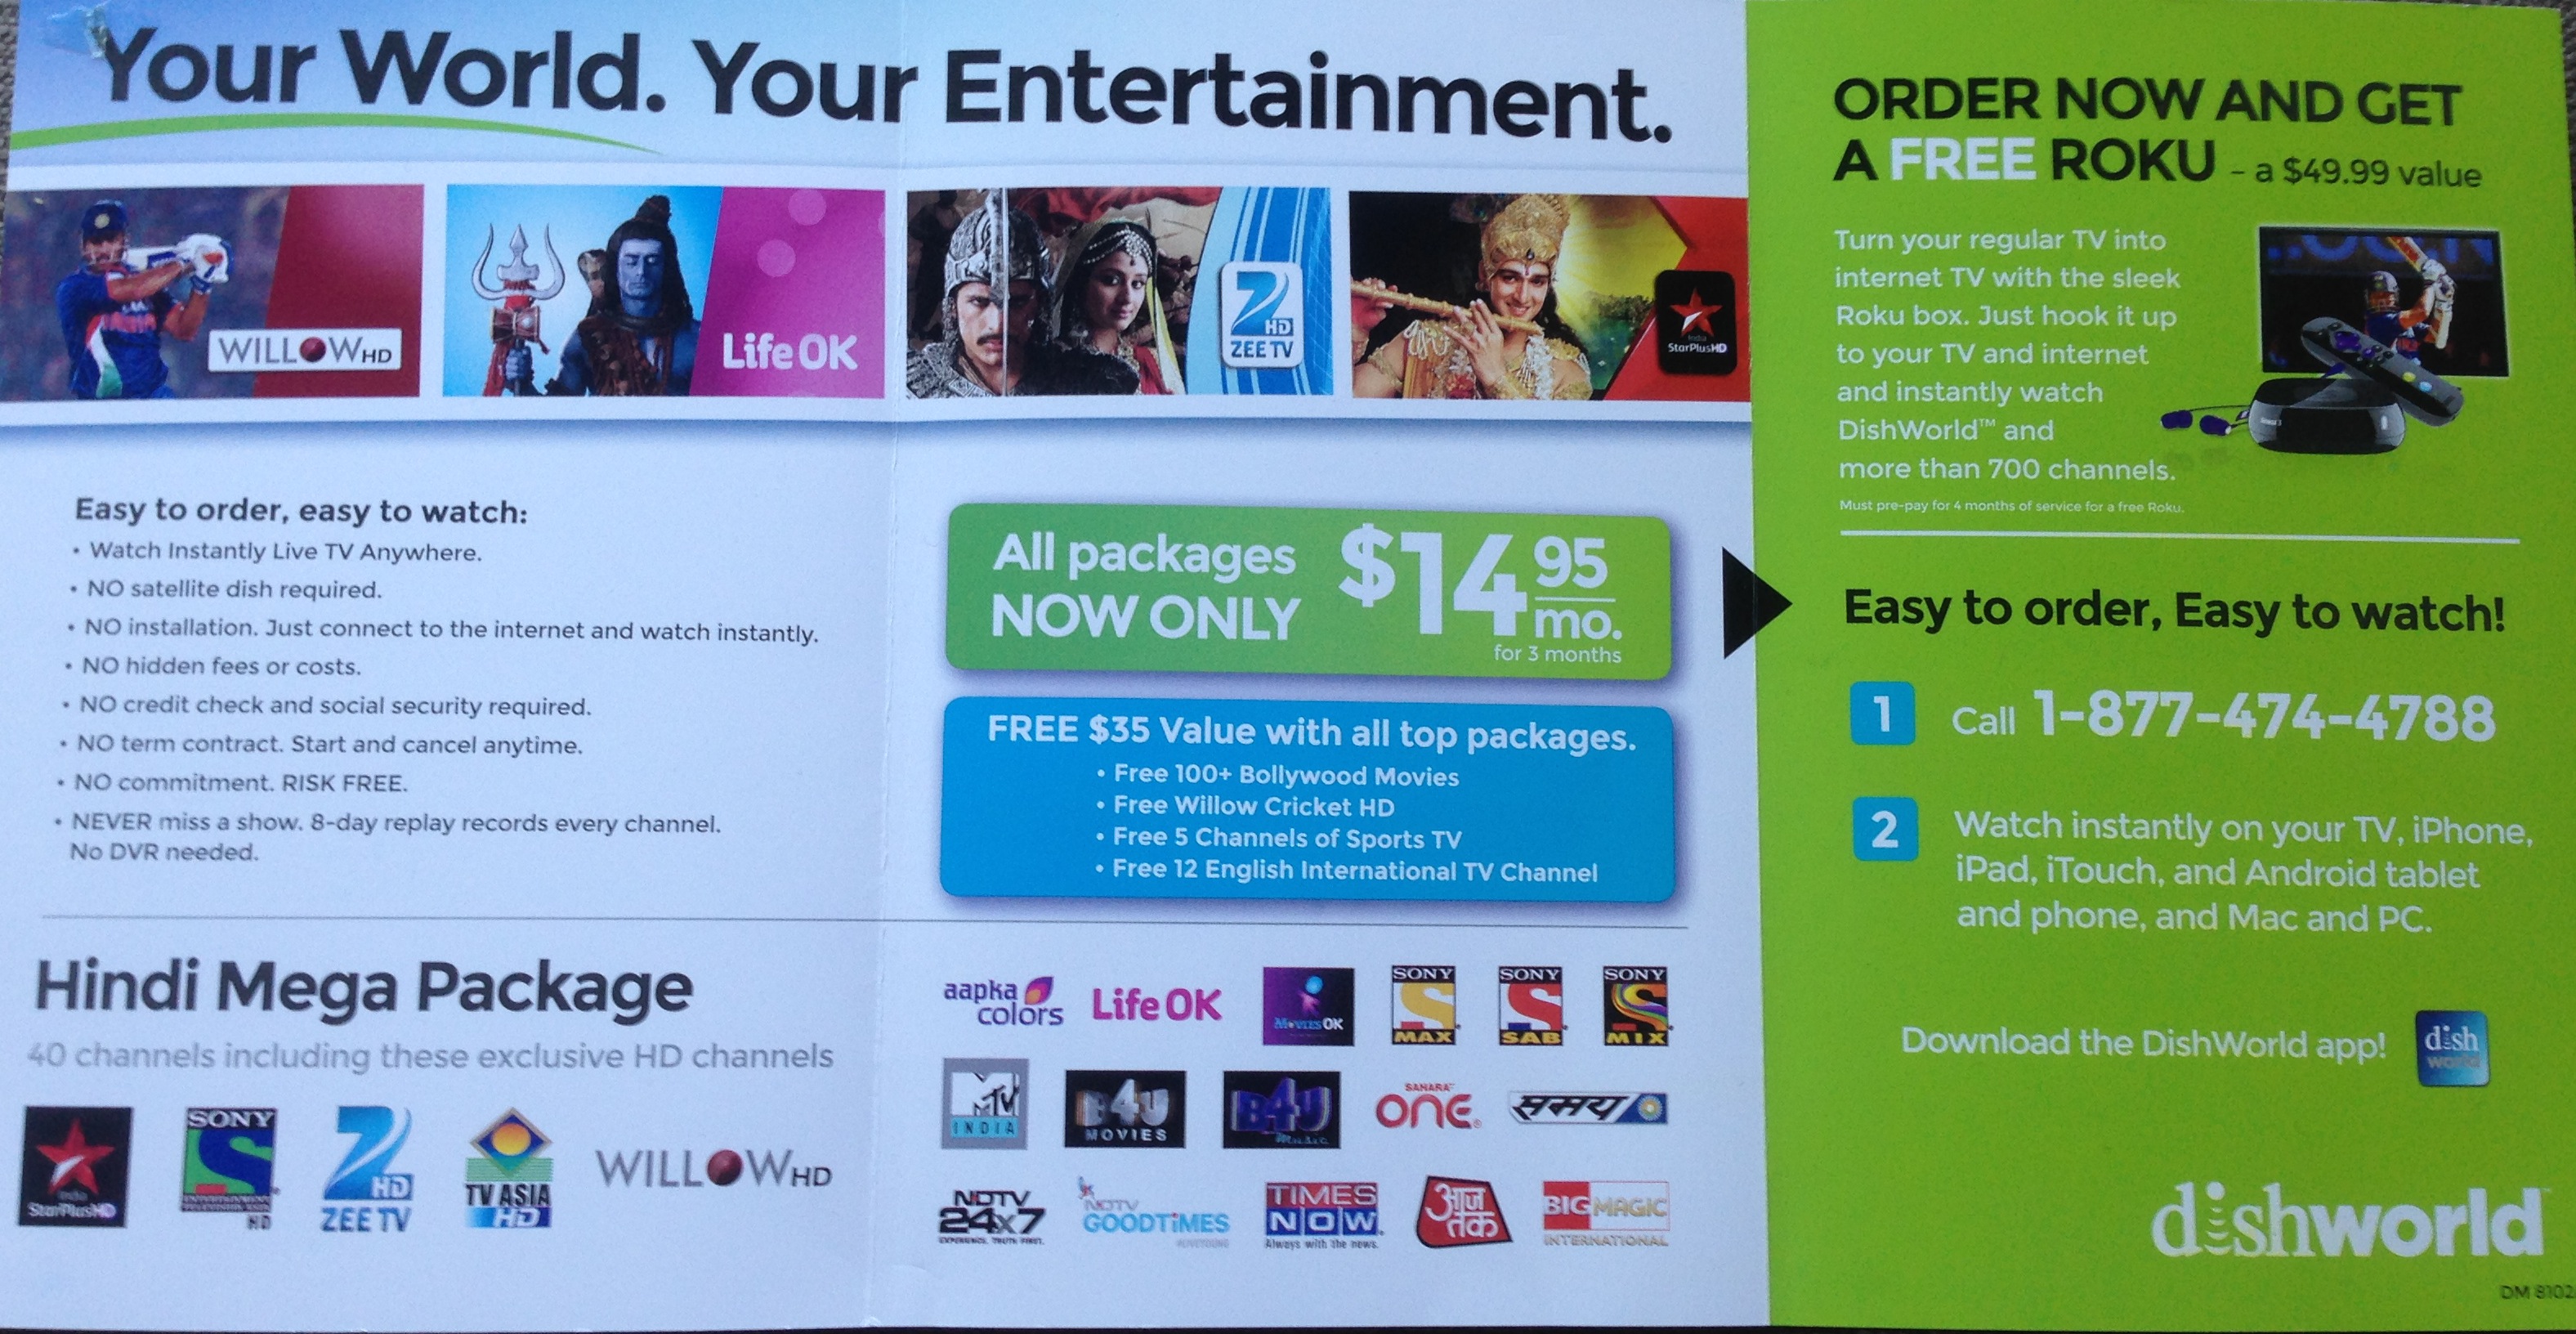 Your World. Your Entertainment.
WILLOW HD
Life OK
HD
ZEE TV
India
StarPlusHD
Easy to order, easy to watch:
• Watch Instantly Live TV Anywhere.
• NO satellite dish required.
• NO installation. Just connect to the internet and watch instantly.
• NO hidden fees or costs.
• NO credit check and social security required.
• NO term contract. Start and cancel anytime.
• NO commitment. RISK FREE.
• NEVER miss a show. 8-day replay records every channel.
No DVR needed.
All packages
NOW ONLY
$14 95
mo.
for 3 months
FREE $35 Value with all top packages.
• Free 100+ Bollywood Movies
• Free Willow Cricket HD
• Free 5 Channels of Sports TV
• Free 12 English International TV Channel
Hindi Mega Package
40 channels including these exclusive HD channels
India
StarPlusHD
SONY
HD
HD
ZEE TV
TV ASIA
HD
WILLOW HD
aapka
colors
Life OK
MOVIES OK
SONY
MAX
SONY
SAB
SONY
MIX
MTV
INDIA
B4U
MOVIES
B4U
Music
SAHARA
ONE
समय
NDTV
24x7
EXPERIENCE. TRUTH FIRST.
NDTV
GOODTiMES
TIMES
NOW
Always with the news.
आज
तक
BIG MAGIC
INTERNATIONAL
ORDER NOW AND GET
A FREE ROKU - a $49.99 value
Turn your regular TV into
internet TV with the sleek
Roku box. Just hook it up
to your TV and internet
and instantly watch
DishWorld™ and
more than 700 channels.
Must pre-pay for 4 months of service for a free Roku.
Easy to order, Easy to watch!
1 Call 1-877-474-4788
2 Watch instantly on your TV, iPhone,
iPad, iTouch, and Android tablet
and phone, and Mac and PC.
Download the DishWorld app!
dish
world
dishworld
DM 8102